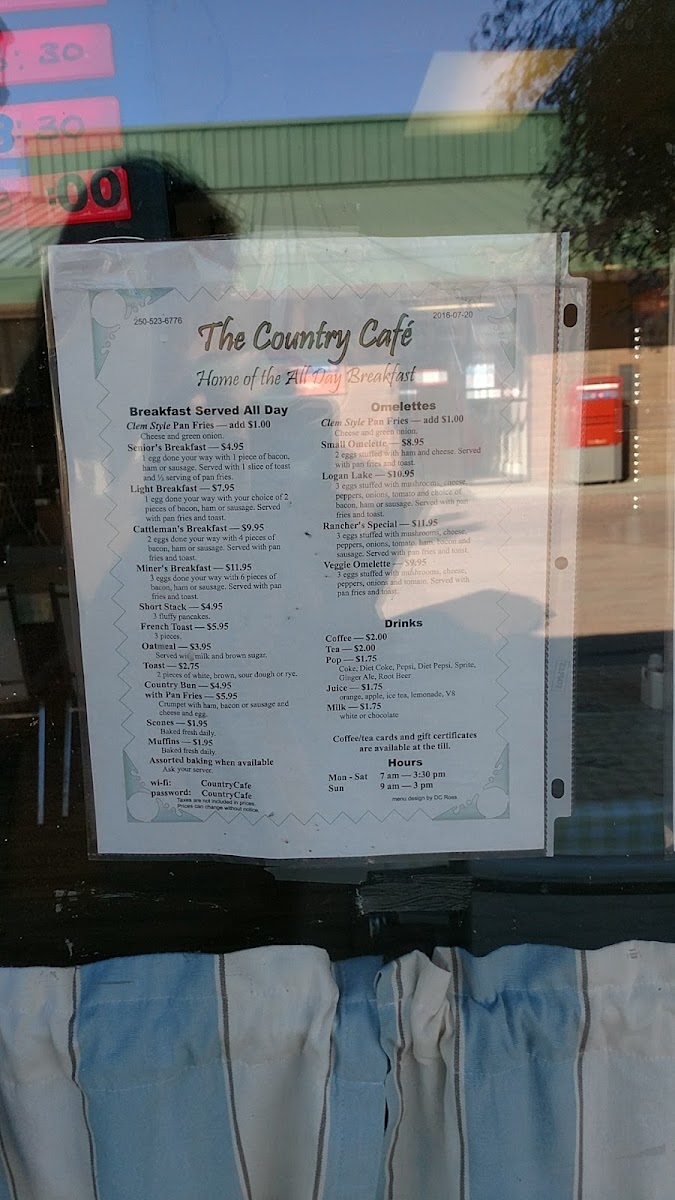 : 30
8: 30
:00
250-523-6776
2016-07-20
The Country Café
Home of the All Day Breakfast
Breakfast Served All Day
Clem Style Pan Fries — add $1.00
Cheese and green onion.
Senior's Breakfast — $4.95
1 egg done your way with 1 piece of bacon,
ham or sausage. Served with 1 slice of toast
and ½ serving of pan fries.
Light Breakfast — $7.95
1 egg done your way with your choice of 2
pieces of bacon, ham or sausage. Served
with pan fries and toast.
Cattleman's Breakfast — $9.95
2 eggs done your way with 4 pieces of
bacon, ham or sausage. Served with pan
fries and toast.
Miner's Breakfast — $11.95
3 eggs done your way with 6 pieces of
bacon, ham or sausage. Served with pan
fries and toast.
Short Stack — $4.95
3 fluffy pancakes.
French Toast — $5.95
3 pieces.
Oatmeal — $3.95
Served with milk and brown sugar.
Toast — $2.75
2 pieces of white, brown, sour dough or rye.
Country Bun — $4.95
with Pan Fries — $5.95
Crumpet with ham, bacon or sausage and
cheese and egg.
Scones — $1.95
Baked fresh daily.
Muffins — $1.95
Baked fresh daily.
Assorted baking when available
Ask your server.
wi-fi: CountryCafe
password: CountryCafe
Taxes are not included in prices.
Prices can change without notice.
Omelettes
Clem Style Pan Fries — add $1.00
Cheese and green onion.
Small Omelette — $8.95
2 eggs stuffed with ham and cheese. Served
with pan fries and toast.
Logan Lake — $10.95
3 eggs stuffed with mushrooms, cheese,
peppers, onions, tomato and choice of
bacon, ham or sausage. Served with pan
fries and toast.
Rancher's Special — $11.95
3 eggs stuffed with mushrooms, cheese,
peppers, onions, tomato, ham, bacon and
sausage. Served with pan fries and toast.
Veggie Omelette — $9.95
3 eggs stuffed with mushrooms, cheese,
peppers, onions and tomato. Served with
pan fries and toast.
Drinks
Coffee — $2.00
Tea — $2.00
Pop — $1.75
Coke, Diet Coke, Pepsi, Diet Pepsi, Sprite,
Ginger Ale, Root Beer
Juice — $1.75
orange, apple, ice tea, lemonade, V8
Milk — $1.75
white or chocolate
Coffee/tea cards and gift certificates
are available at the till.
Hours
Mon - Sat 7 am — 3:30 pm
Sun 9 am — 3 pm
menu design by DC Ross